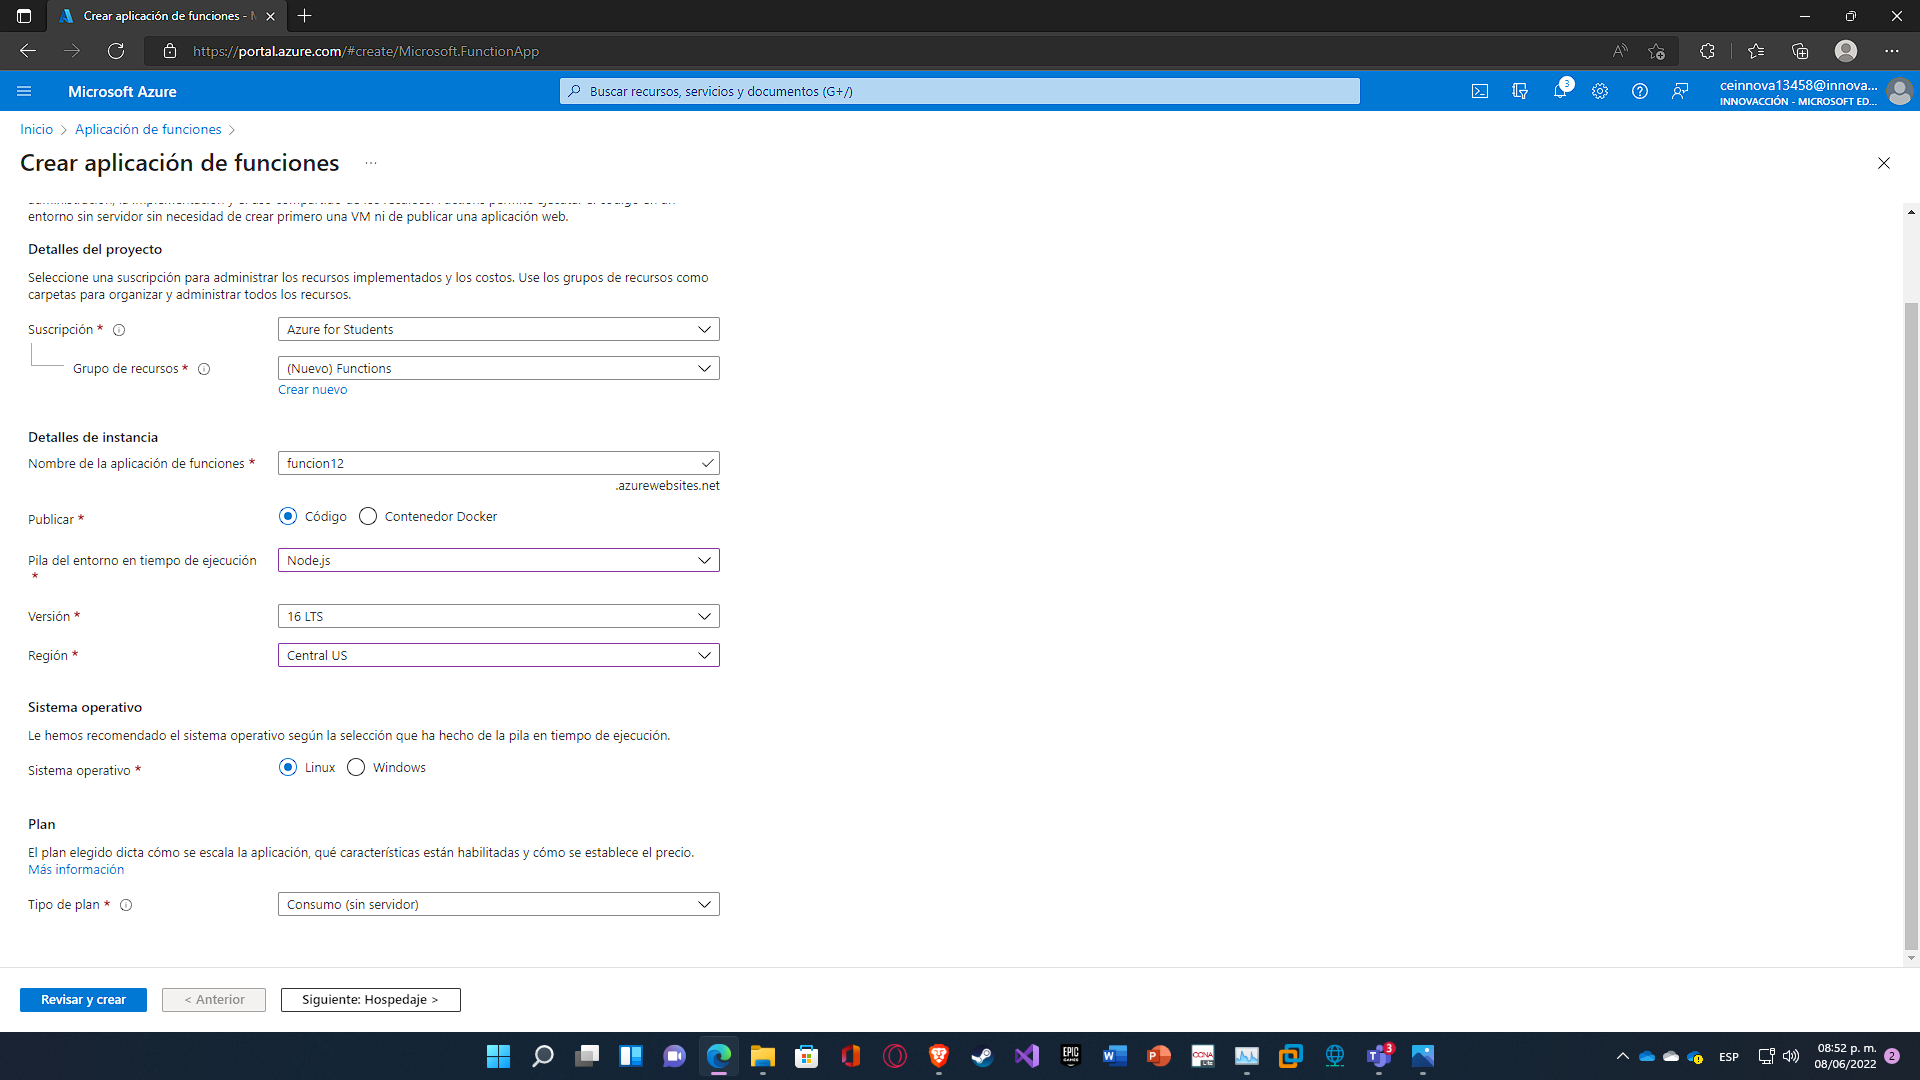 Crear aplicación de funciones - M
https://portal.azure.com/#create/Microsoft.FunctionApp
Microsoft Azure
Buscar recursos, servicios y documentos (G+/)
3
ceinnova13458@innova...
INNOVACCIÓN - MICROSOFT ED...
Inicio > Aplicación de funciones >
Crear aplicación de funciones ...
entorno sin servidor sin necesidad de crear primero una VM ni de publicar una aplicación web.
Detalles del proyecto
Seleccione una suscripción para administrar los recursos implementados y los costos. Use los grupos de recursos como
carpetas para organizar y administrar todos los recursos.
Suscripción *
Azure for Students
Grupo de recursos *
(Nuevo) Functions
Crear nuevo
Detalles de instancia
Nombre de la aplicación de funciones *
funcion12
.azurewebsites.net
Publicar *
Código
Contenedor Docker
Pila del entorno en tiempo de ejecución
*
Node.js
Versión *
16 LTS
Región *
Central US
Sistema operativo
Le hemos recomendado el sistema operativo según la selección que ha hecho de la pila en tiempo de ejecución.
Sistema operativo *
Linux
Windows
Plan
El plan elegido dicta cómo se escala la aplicación, qué características están habilitadas y cómo se establece el precio.
Más información
Tipo de plan *
Consumo (sin servidor)
Revisar y crear
< Anterior
Siguiente: Hospedaje >
EPIC
GAMES
CCNA
3
ESP
08:52 p. m.
08/06/2022
2